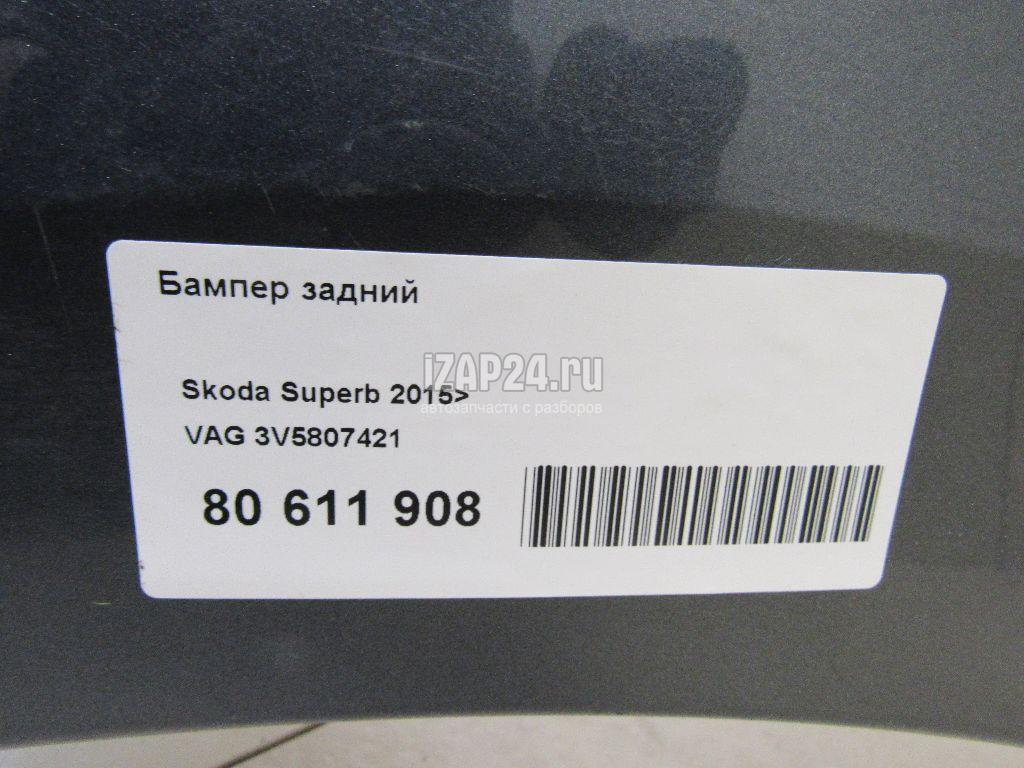 Бампер задний
iZAP24.ru
Skoda Superb 2015>
автозапчасти с разборов
VAG 3V5807421
80 611 908